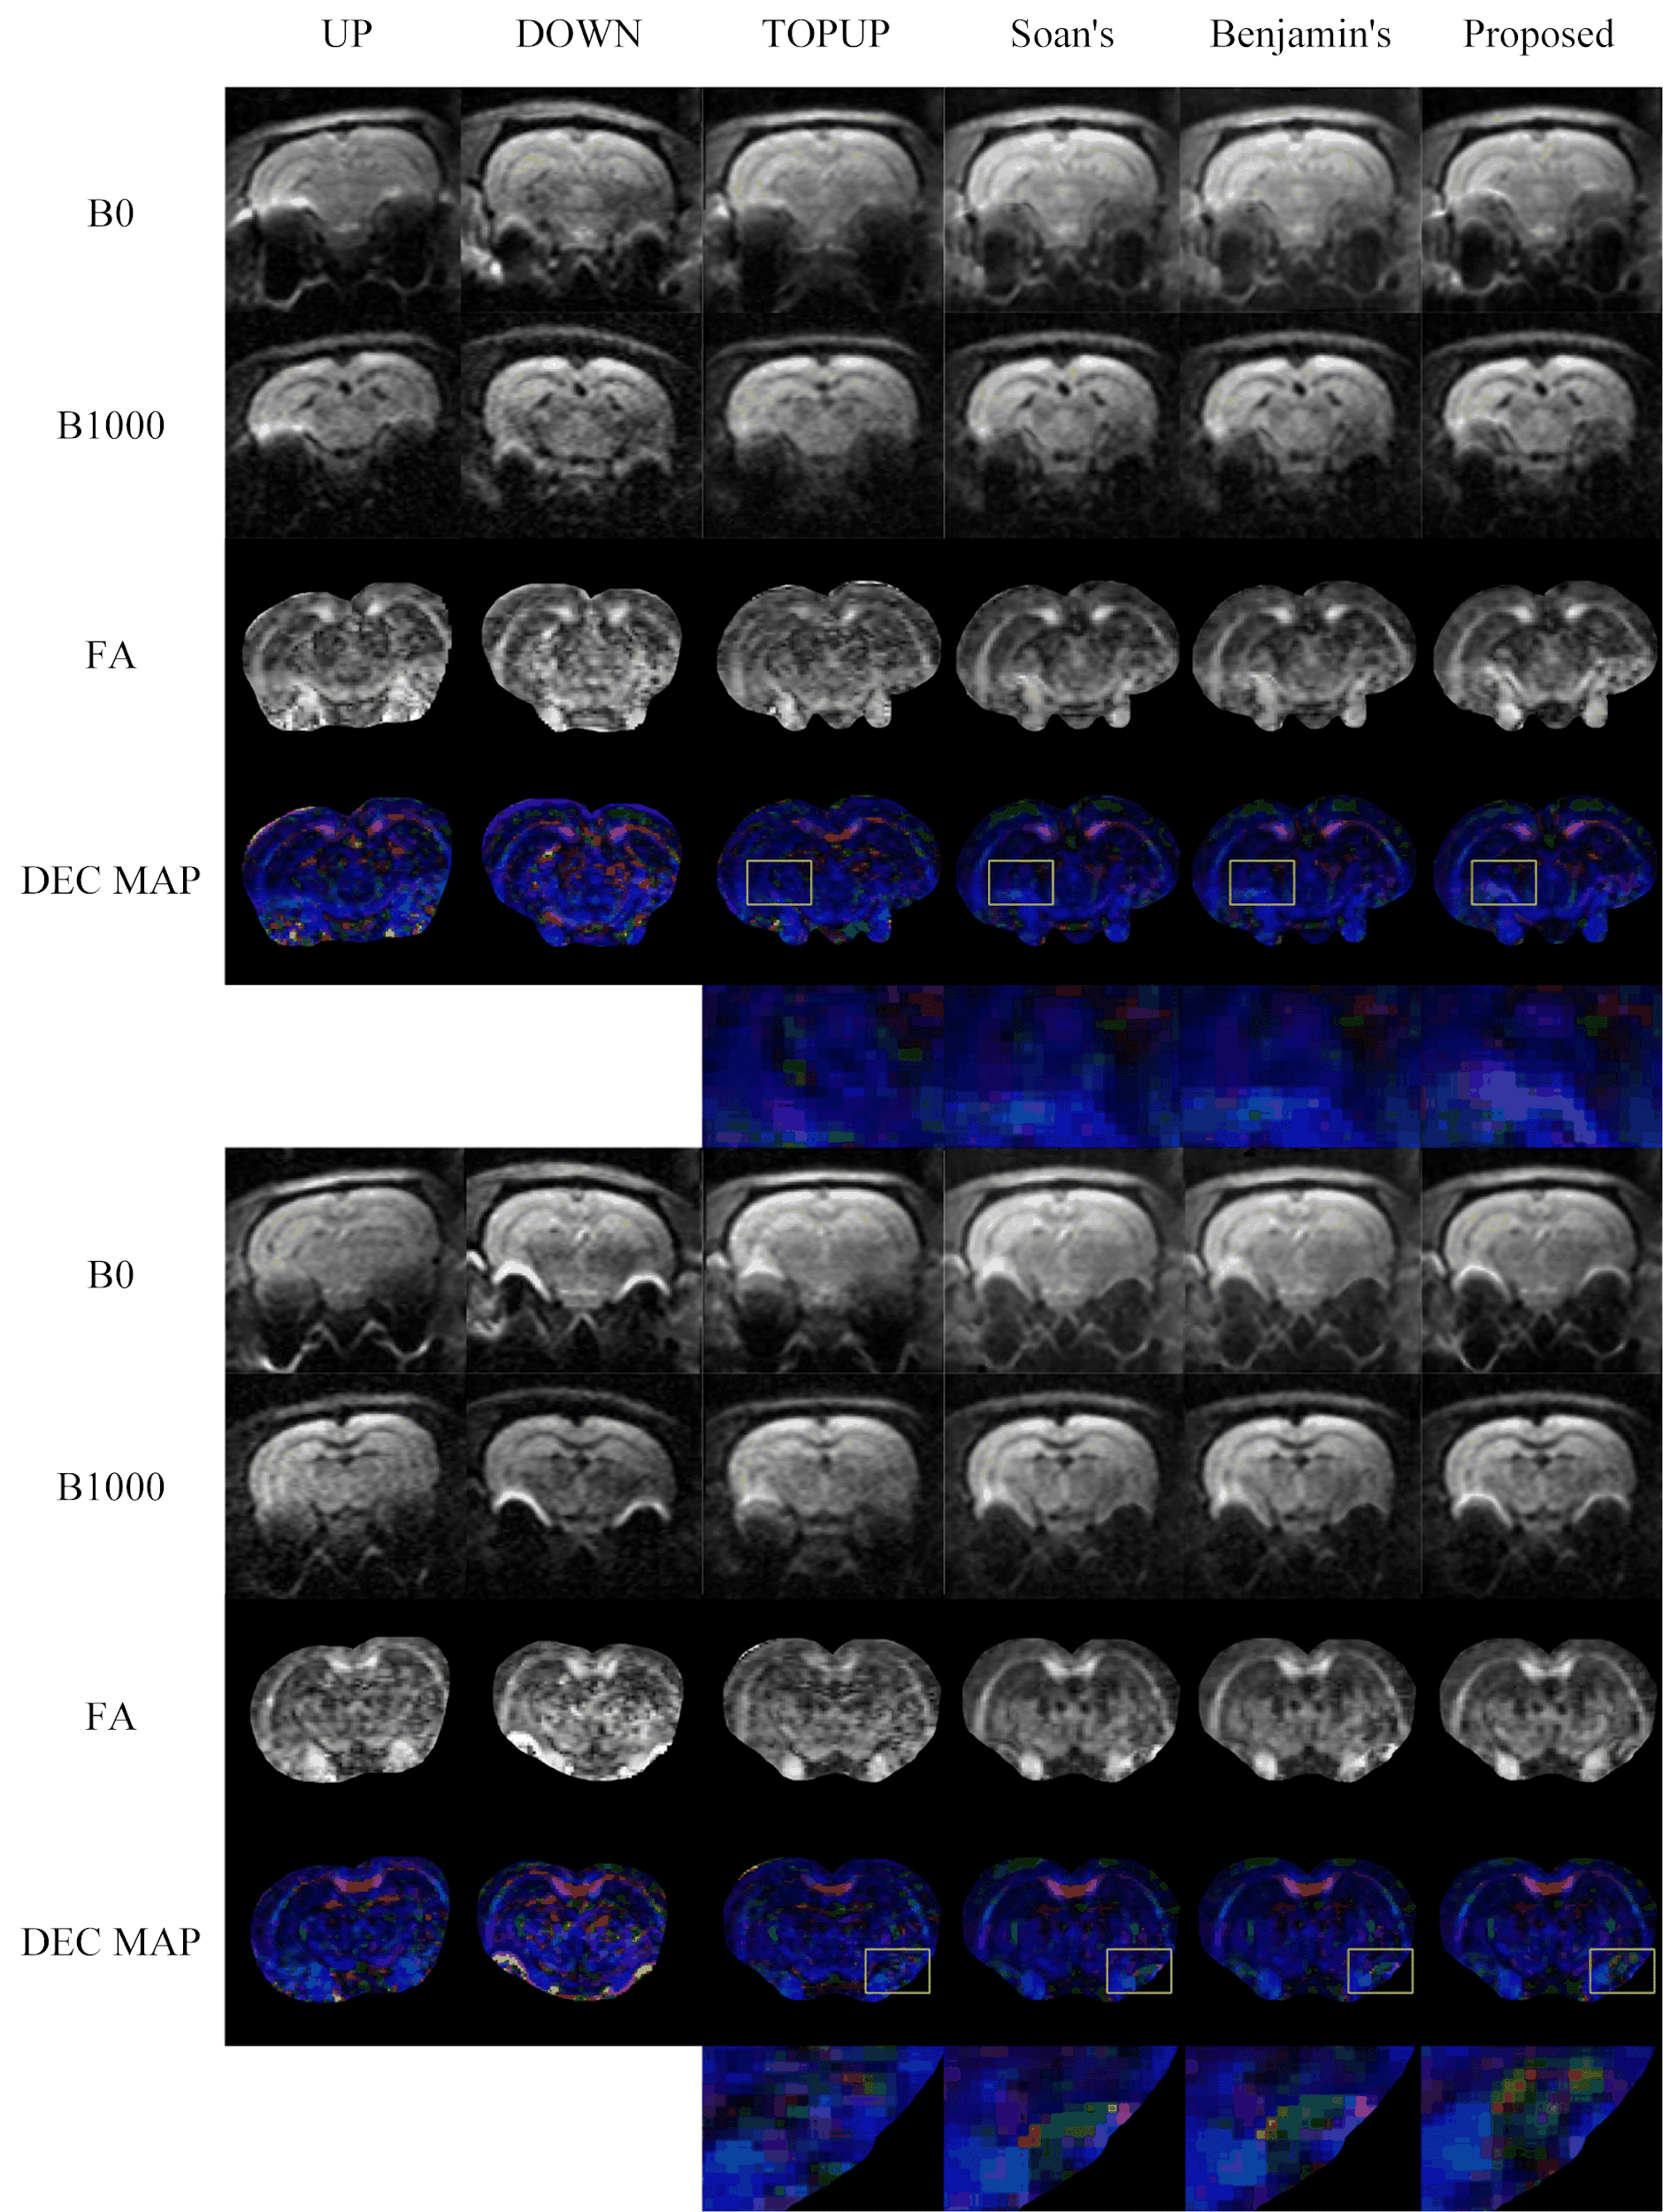 UP DOWN TOPUP Soan's Benjamin's Proposed
B0
B1000
FA
DEC MAP
B0
B1000
FA
DEC MAP